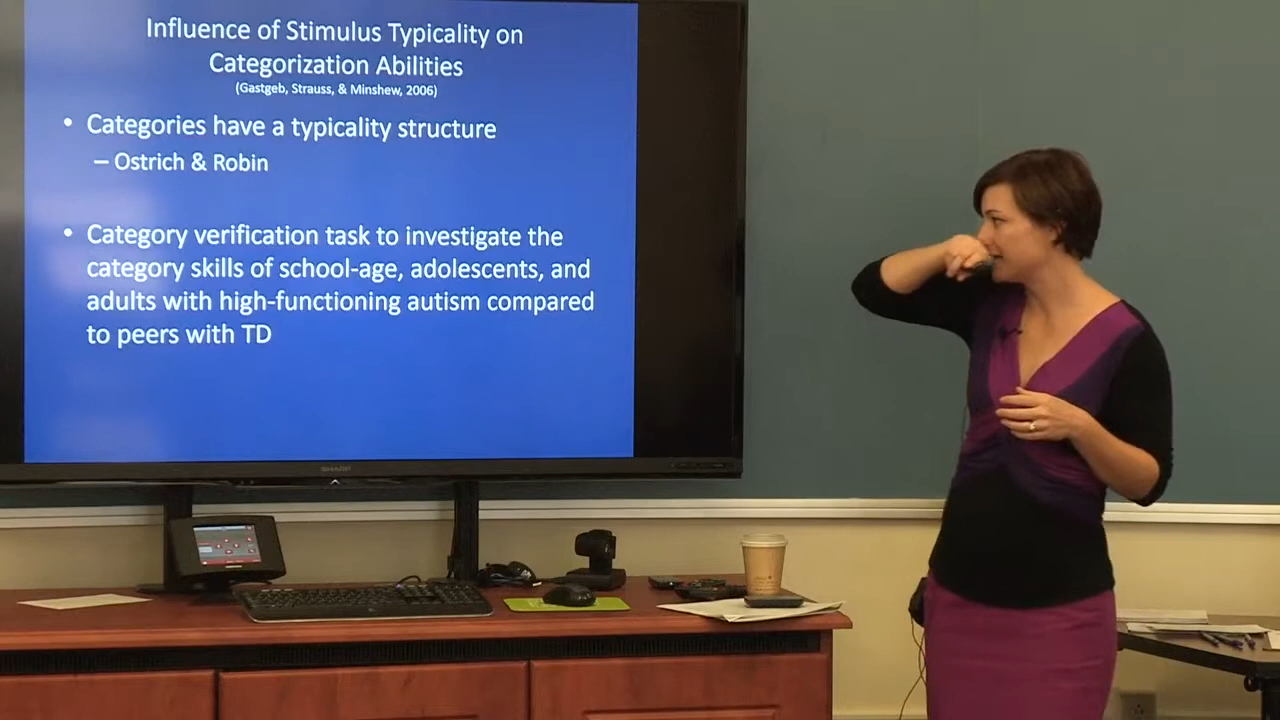 Influence of Stimulus Typicality on
Categorization Abilities
(Gastgeb, Strauss, & Minshew, 2006)
• Categories have a typicality structure
– Ostrich & Robin
• Category verification task to investigate the
category skills of school-age, adolescents, and
adults with high-functioning autism compared
to peers with TD
SHARP